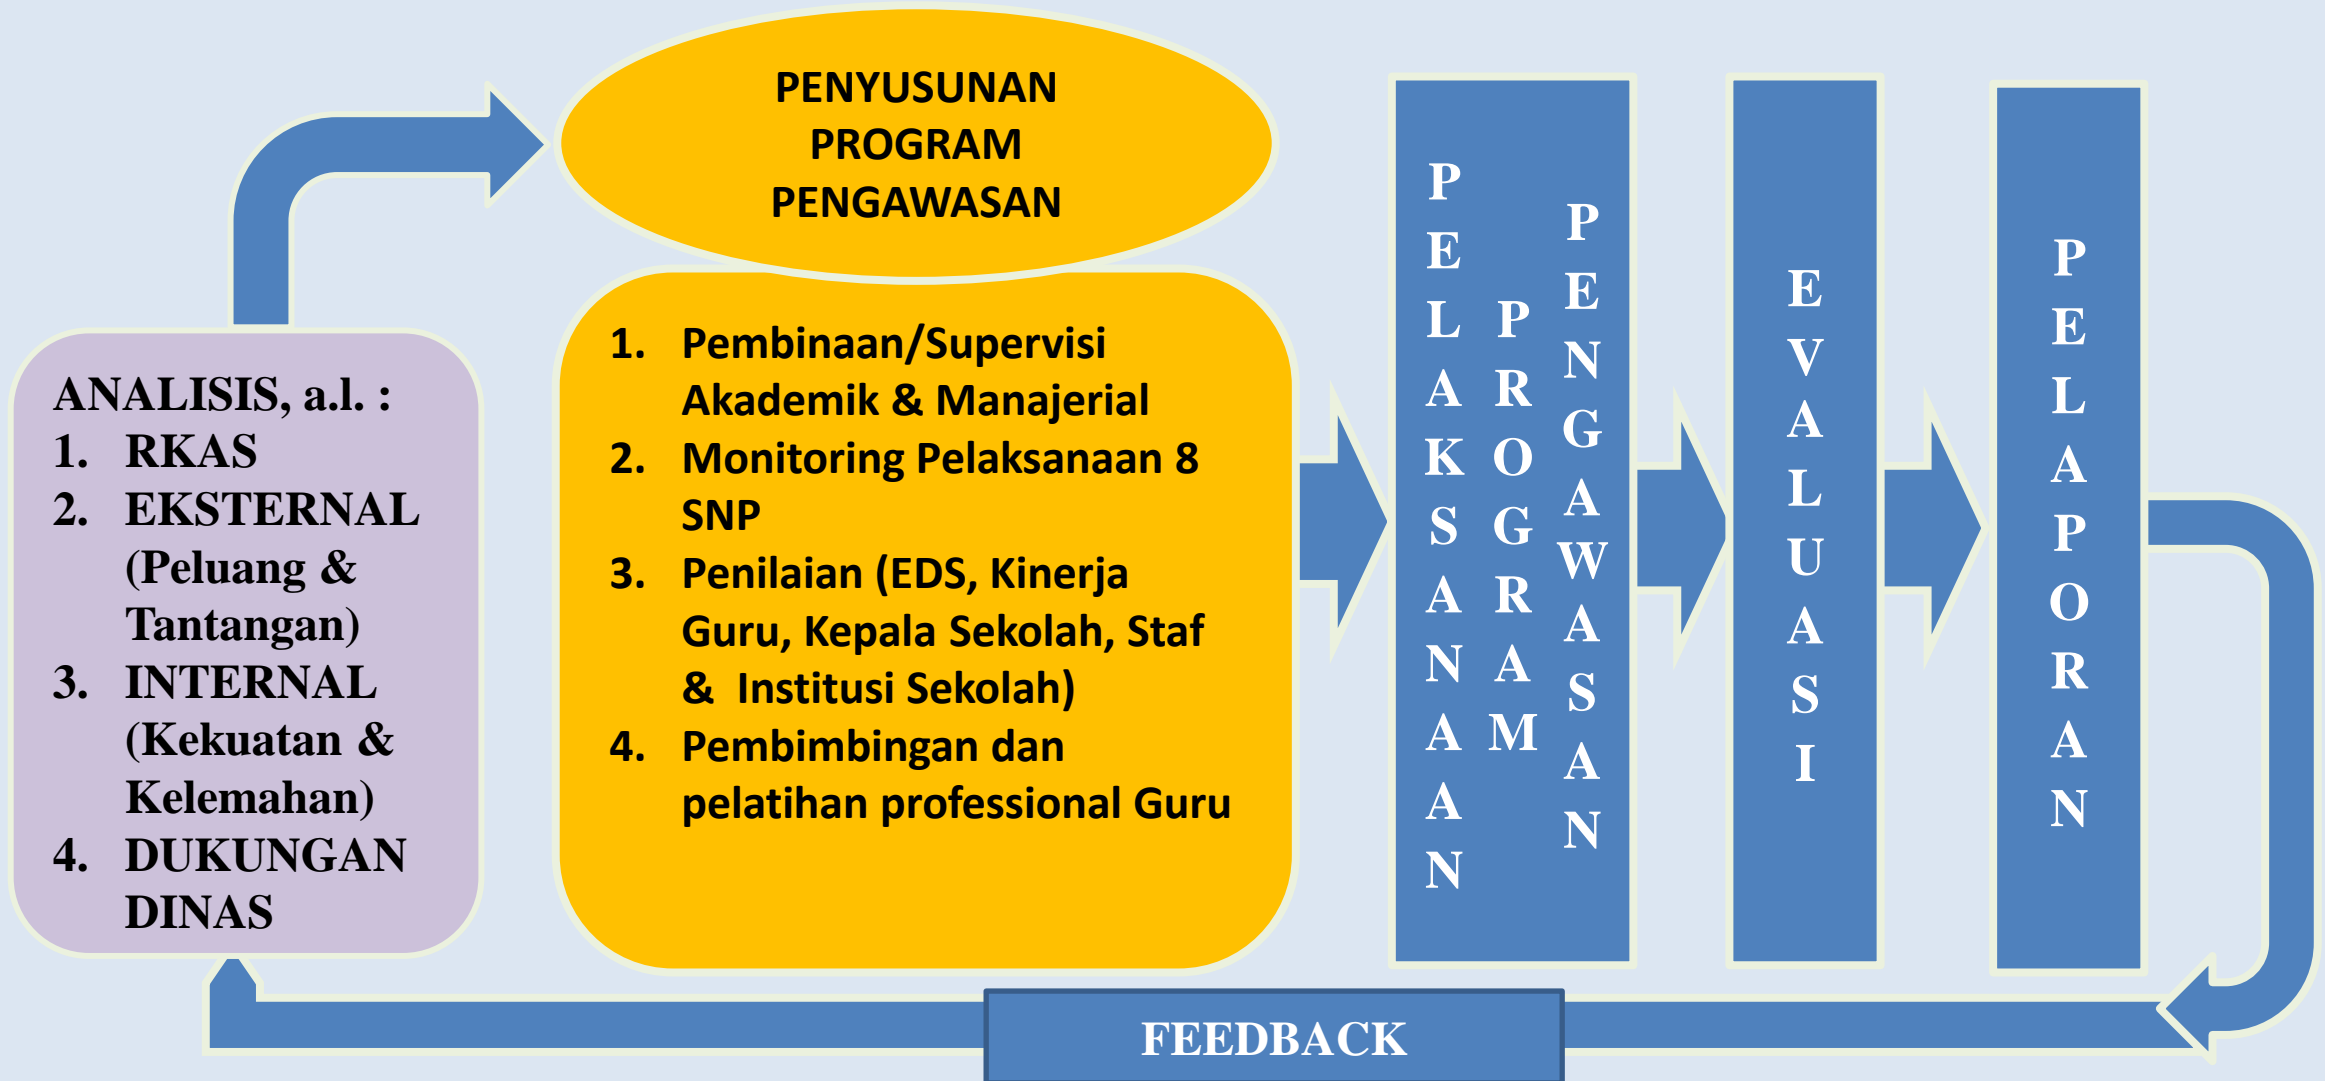 PENYUSUNAN
PROGRAM
PENGAWASAN
ANALISIS, a.l. :
1. RKAS
2. EKSTERNAL
(Peluang &
Tantangan)
3. INTERNAL
(Kekuatan &
Kelemahan)
4. DUKUNGAN
DINAS
1. Pembinaan/Supervisi
Akademik & Manajerial
2. Monitoring Pelaksanaan 8
SNP
3. Penilaian (EDS, Kinerja
Guru, Kepala Sekolah, Staf
& Institusi Sekolah)
4. Pembimbingan dan
pelatihan professional Guru
PELAKSANAAN
PROGRAM
PENGAWASAN
EVALUASI
PELAPORAN
FEEDBACK